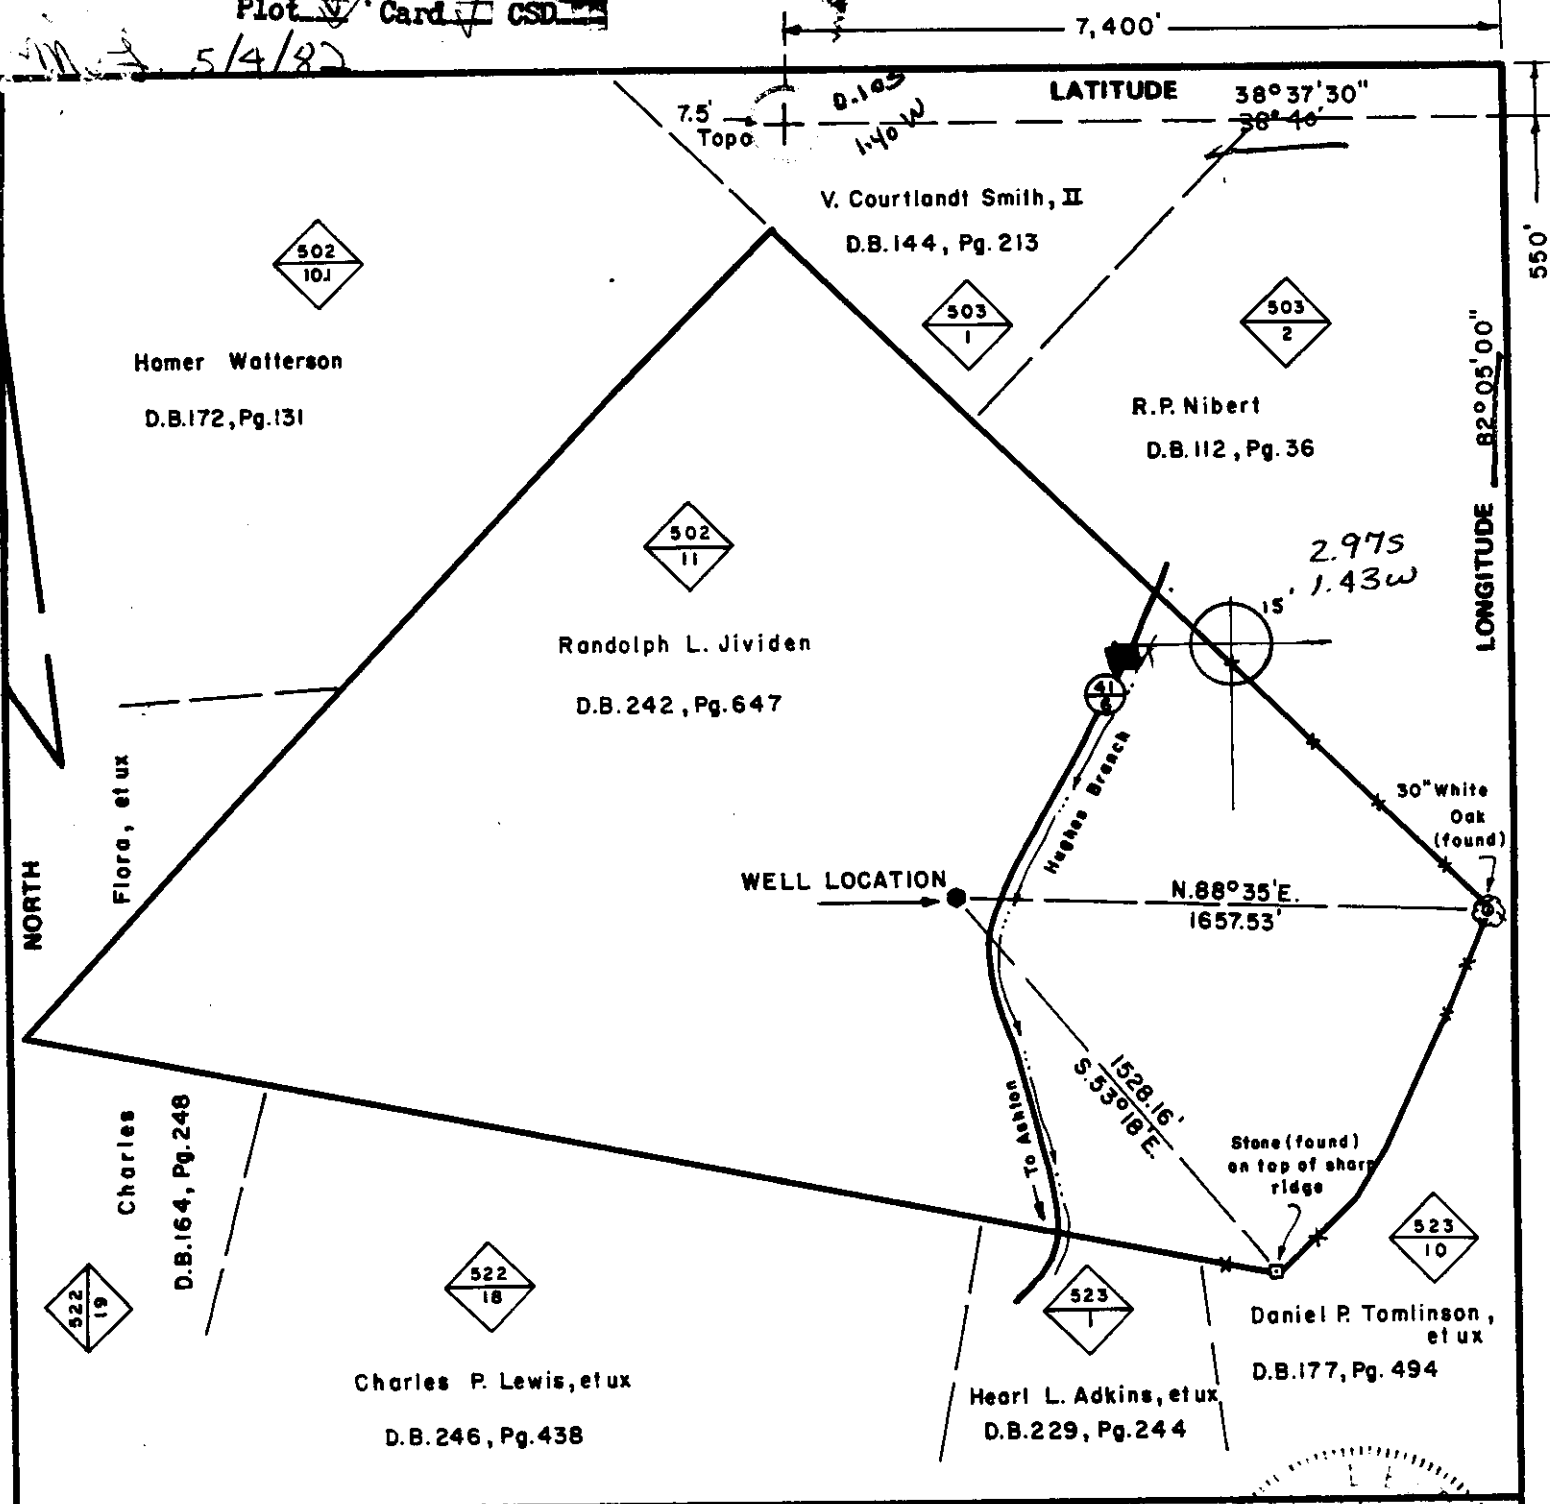 Plot Card CSD
5/4/82
7,400'
LATITUDE 38°37'30"
38°40'
7.5'
Topo
0.10S
1.40 W
550'
LONGITUDE 82°05'00"
V. Courtlandt Smith, II
D.B.144, Pg.213
502
10.1
503
1
503
2
Homer Watterson
D.B.172, Pg.131
R.P. Nibert
D.B.112, Pg.36
502
11
2.97S
1.43W
15'
Randolph L. Jividen
D.B.242, Pg.647
41
6
Hughes Branch
30" White
Oak
(found)
Flora, et ux
NORTH
WELL LOCATION
N.88°35'E.
1657.53'
1528.16'
S.53°18'E.
To Ashton
Stone (found)
on top of sharp
ridge
Charles
D.B.164, Pg.248
522
19
522
18
523
1
523
10
Daniel P. Tomlinson,
et ux
D.B.177, Pg.494
Charles P. Lewis, et ux
D.B.246, Pg.438
Hearl L. Adkins, et ux
D.B.229, Pg.244